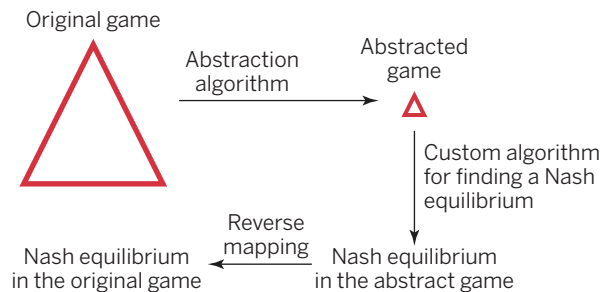 Original game
Abstraction
algorithm
Abstracted
game
Custom algorithm
for finding a Nash
equilibrium
Reverse
mapping
Nash equilibrium
in the original game
Nash equilibrium
in the abstract game